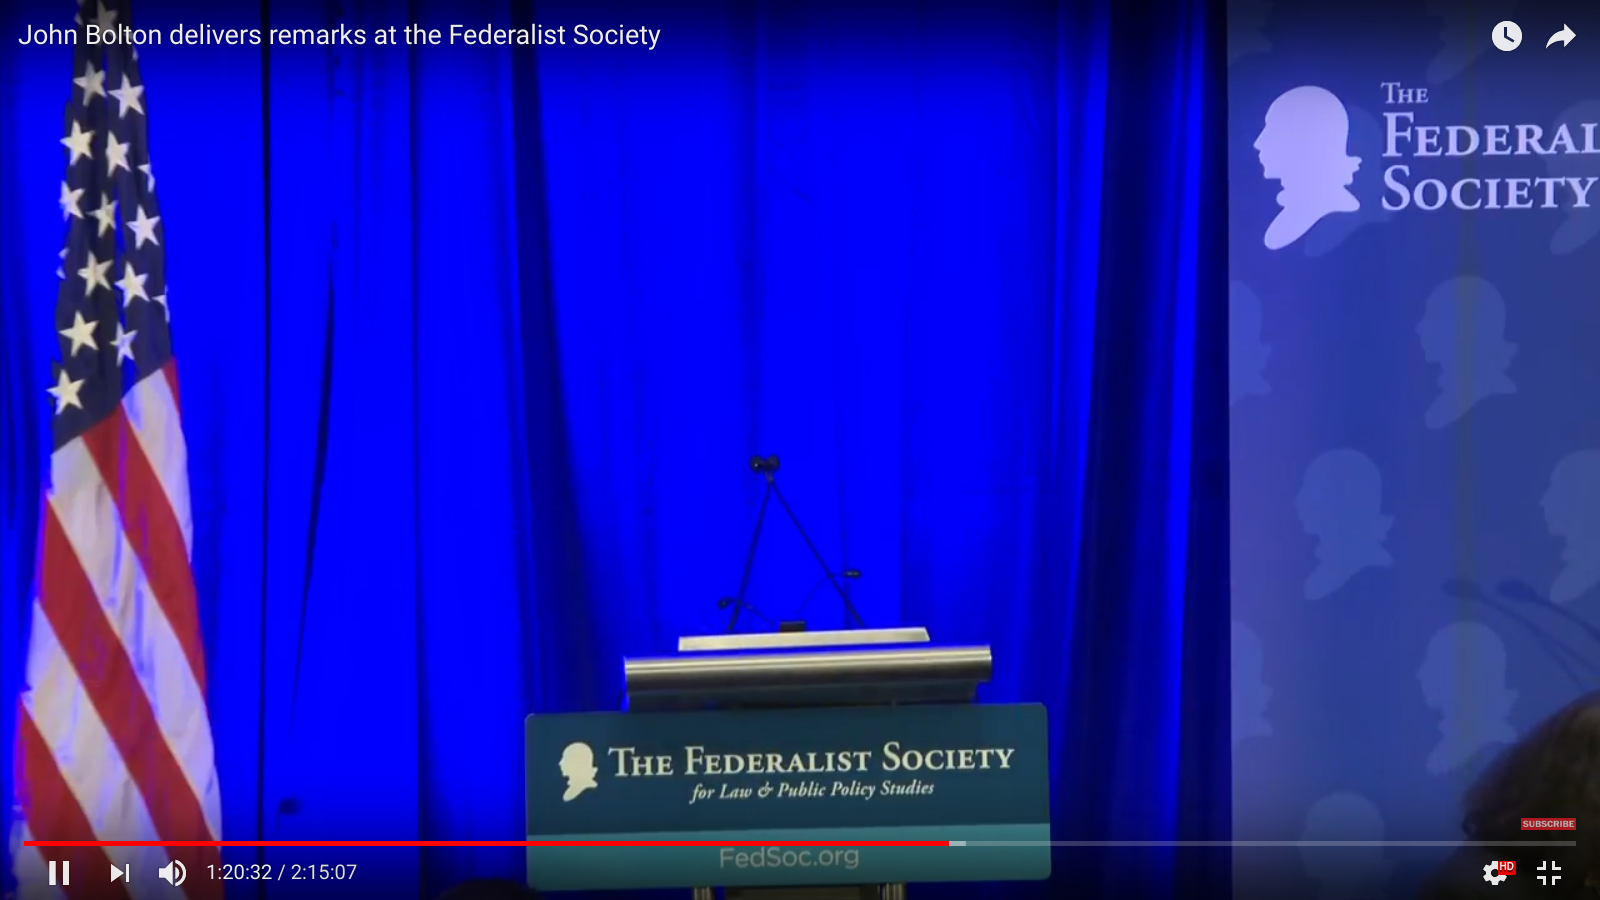 John Bolton delivers remarks at the Federalist Society
THE
FEDERAL
SOCIETY
THE FEDERALIST SOCIETY
for Law & Public Policy Studies
FedSoc.org
SUBSCRIBE
1:20:32 / 2:15:07
HD